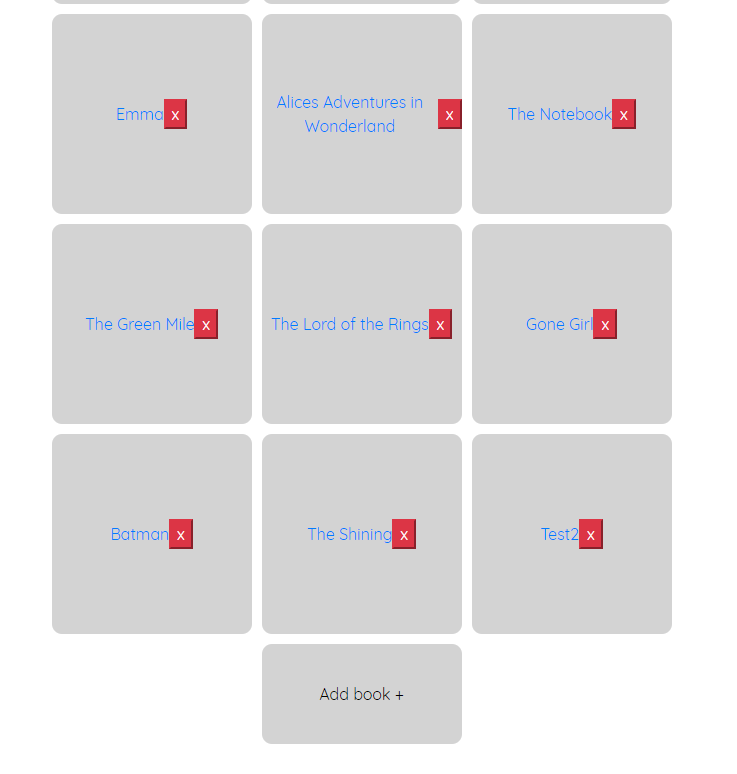 Emma x
Alices Adventures in
Wonderland
x
The Notebook x
The Green Mile x
The Lord of the Rings x
Gone Girl x
Batman x
The Shining x
Test2 x
Add book +